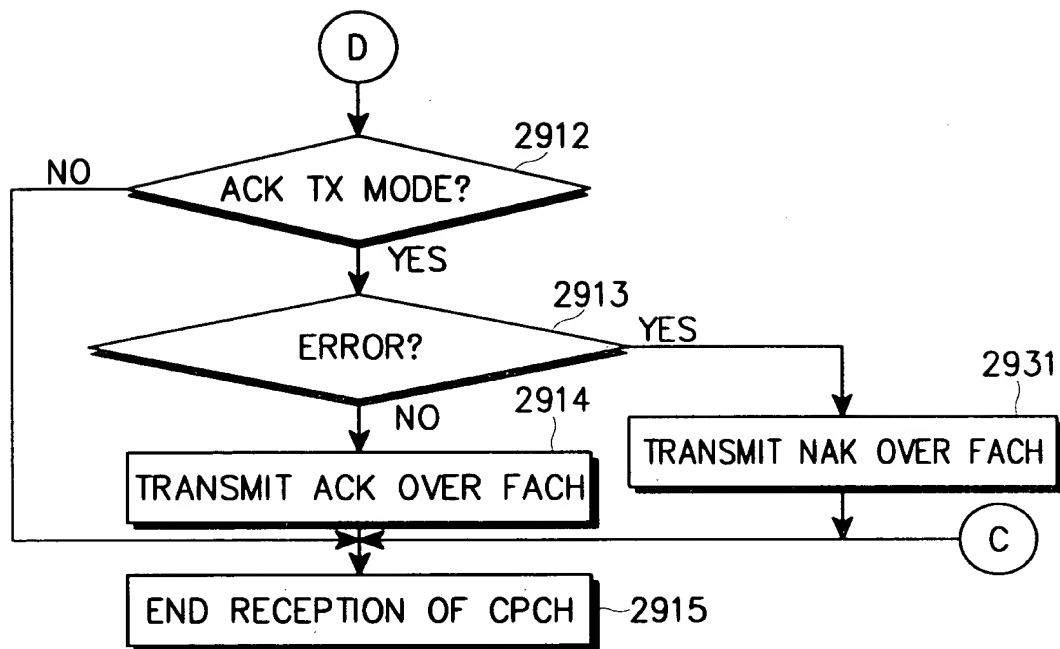 D
2912
NO
ACK TX MODE?
YES
2913
ERROR?
YES
2931
2914
NO
TRANSMIT NAK OVER FACH
TRANSMIT ACK OVER FACH
C
END RECEPTION OF CPCH
2915